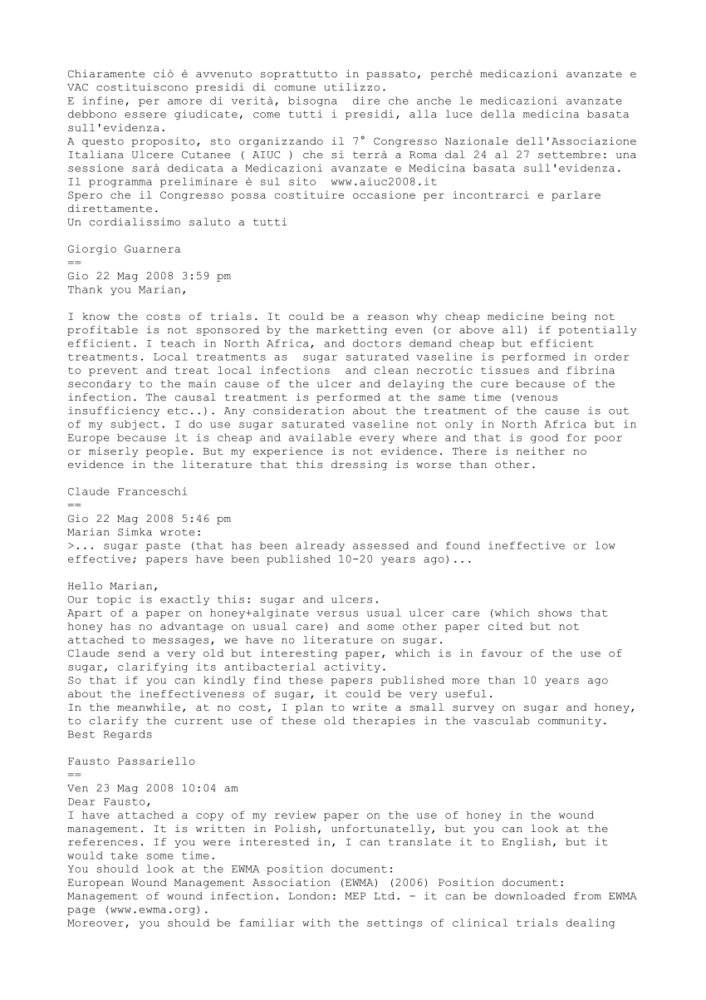 Chiaramente ciò è avvenuto soprattutto in passato, perchè medicazioni avanzate e
VAC costituiscono presidi di comune utilizzo.
E infine, per amore di verità, bisogna  dire che anche le medicazioni avanzate
debbono essere giudicate, come tutti i presidi, alla luce della medicina basata
sull'evidenza.
A questo proposito, sto organizzando il 7° Congresso Nazionale dell'Associazione
Italiana Ulcere Cutanee ( AIUC ) che si terrà a Roma dal 24 al 27 settembre: una
sessione sarà dedicata a Medicazioni avanzate e Medicina basata sull'evidenza.
Il programma preliminare è sul sito  www.aiuc2008.it
Spero che il Congresso possa costituire occasione per incontrarci e parlare
direttamente.
Un cordialissimo saluto a tutti

Giorgio Guarnera
==
Gio 22 Mag 2008 3:59 pm
Thank you Marian,

I know the costs of trials. It could be a reason why cheap medicine being not
profitable is not sponsored by the marketting even (or above all) if potentially
efficient. I teach in North Africa, and doctors demand cheap but efficient
treatments. Local treatments as  sugar saturated vaseline is performed in order
to prevent and treat local infections  and clean necrotic tissues and fibrina
secondary to the main cause of the ulcer and delaying the cure because of the
infection. The causal treatment is performed at the same time (venous
insufficiency etc..). Any consideration about the treatment of the cause is out
of my subject. I do use sugar saturated vaseline not only in North Africa but in
Europe because it is cheap and available every where and that is good for poor
or miserly people. But my experience is not evidence. There is neither no
evidence in the literature that this dressing is worse than other.

Claude Franceschi
==
Gio 22 Mag 2008 5:46 pm
Marian Simka wrote:
>... sugar paste (that has been already assessed and found ineffective or low
effective; papers have been published 10-20 years ago)...

Hello Marian,
Our topic is exactly this: sugar and ulcers.
Apart of a paper on honey+alginate versus usual ulcer care (which shows that
honey has no advantage on usual care) and some other paper cited but not
attached to messages, we have no literature on sugar.
Claude send a very old but interesting paper, which is in favour of the use of
sugar, clarifying its antibacterial activity.
So that if you can kindly find these papers published more than 10 years ago
about the ineffectiveness of sugar, it could be very useful.
In the meanwhile, at no cost, I plan to write a small survey on sugar and honey,
to clarify the current use of these old therapies in the vasculab community.
Best Regards

Fausto Passariello
==
Ven 23 Mag 2008 10:04 am
Dear Fausto,
I have attached a copy of my review paper on the use of honey in the wound
management. It is written in Polish, unfortunatelly, but you can look at the
references. If you were interested in, I can translate it to English, but it
would take some time.
You should look at the EWMA position document:
European Wound Management Association (EWMA) (2006) Position document:
Management of wound infection. London: MEP Ltd. - it can be downloaded from EWMA
page (www.ewma.org).
Moreover, you should be familiar with the settings of clinical trials dealing